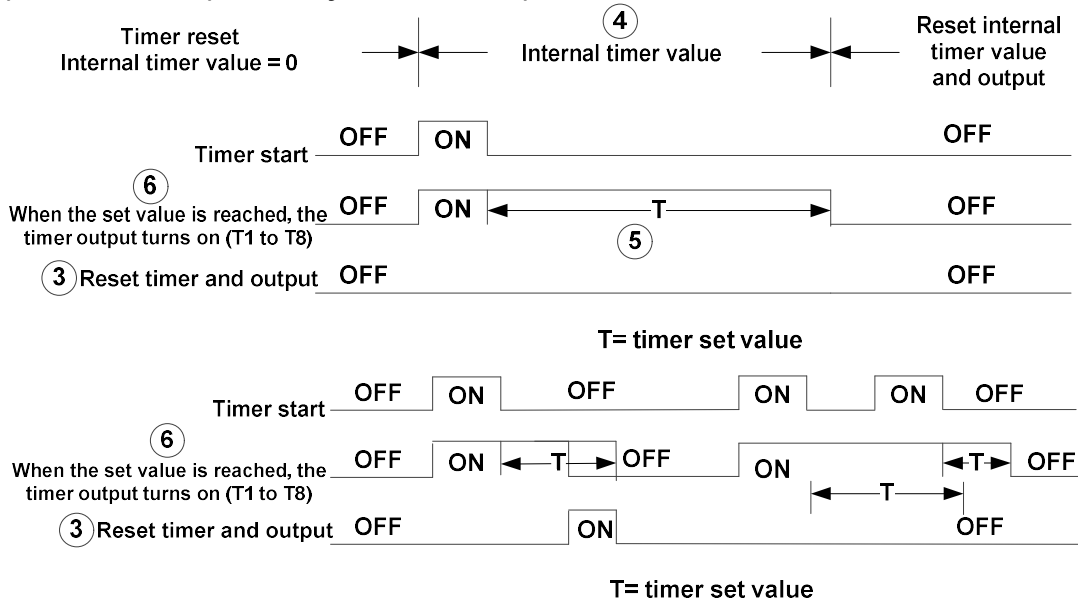 4
Timer reset
Internal timer value = 0
Internal timer value
Reset internal
timer value
and output
Timer start
OFF
ON
OFF
6
When the set value is reached, the
timer output turns on (T1 to T8)
OFF
ON
T
OFF
5
3 Reset timer and output
OFF
OFF
T= timer set value
Timer start
OFF
ON
OFF
ON
ON
OFF
6
When the set value is reached, the
timer output turns on (T1 to T8)
OFF
ON
T
OFF
ON
T
OFF
T
3 Reset timer and output
OFF
ON
OFF
T= timer set value